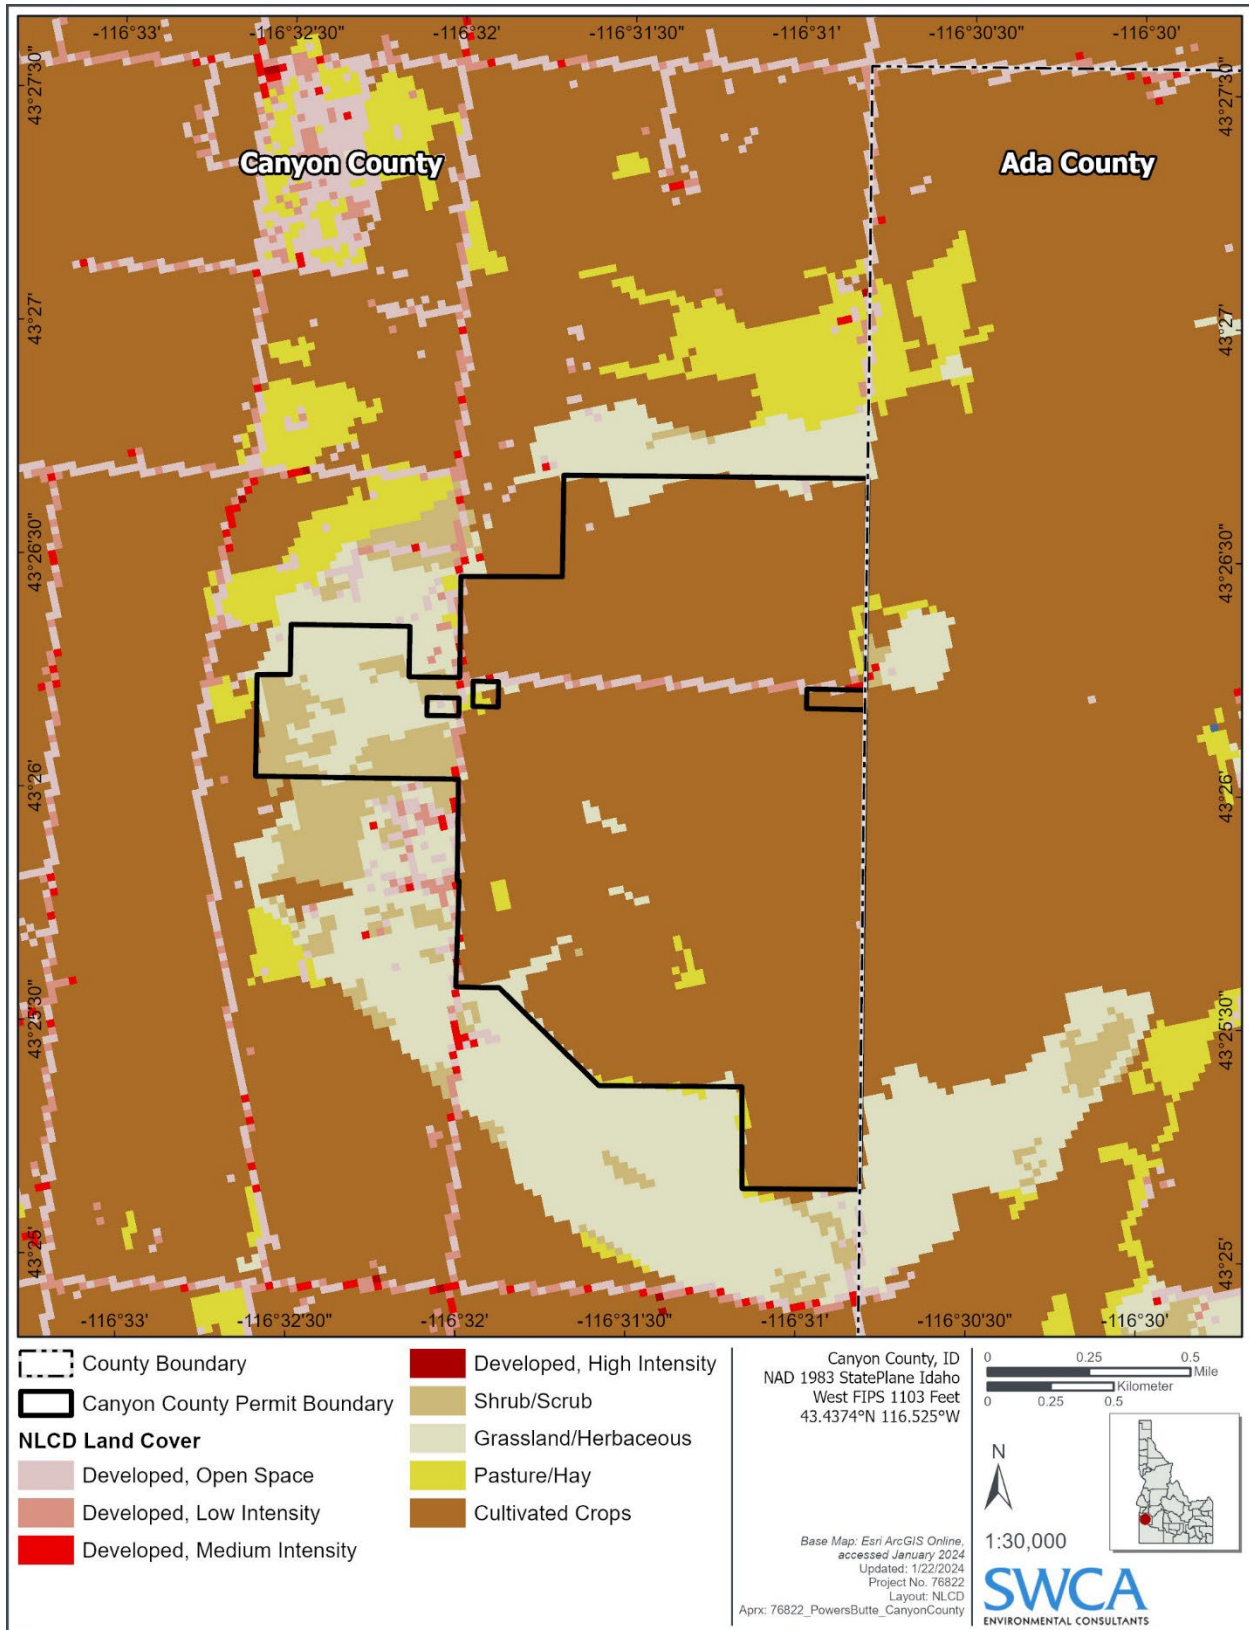 -116°33' -116°32'30" -116°32' -116°31'30" -116°31' -116°30'30" -116°30'
43°27'30" 43°27'30"
Canyon County Ada County
43°27' 43°27'
43°26'30" 43°26'30"
43°26' 43°26'
43°25'30" 43°25'30"
43°25' 43°25'
-116°33' -116°32'30" -116°32' -116°31'30" -116°31' -116°30'30" -116°30'
County Boundary
Canyon County Permit Boundary
NLCD Land Cover
Developed, Open Space
Developed, Low Intensity
Developed, Medium Intensity
Developed, High Intensity
Shrub/Scrub
Grassland/Herbaceous
Pasture/Hay
Cultivated Crops
Canyon County, ID
NAD 1983 StatePlane Idaho
West FIPS 1103 Feet
43.4374°N 116.525°W
Base Map: Esri ArcGIS Online,
accessed January 2024
Updated: 1/22/2024
Project No. 76822
Layout: NLCD
Aprx: 76822_PowersButte_CanyonCounty
0 0.25 0.5
Mile
Kilometer
0 0.25 0.5
N
1:30,000
SWCA
ENVIRONMENTAL CONSULTANTS